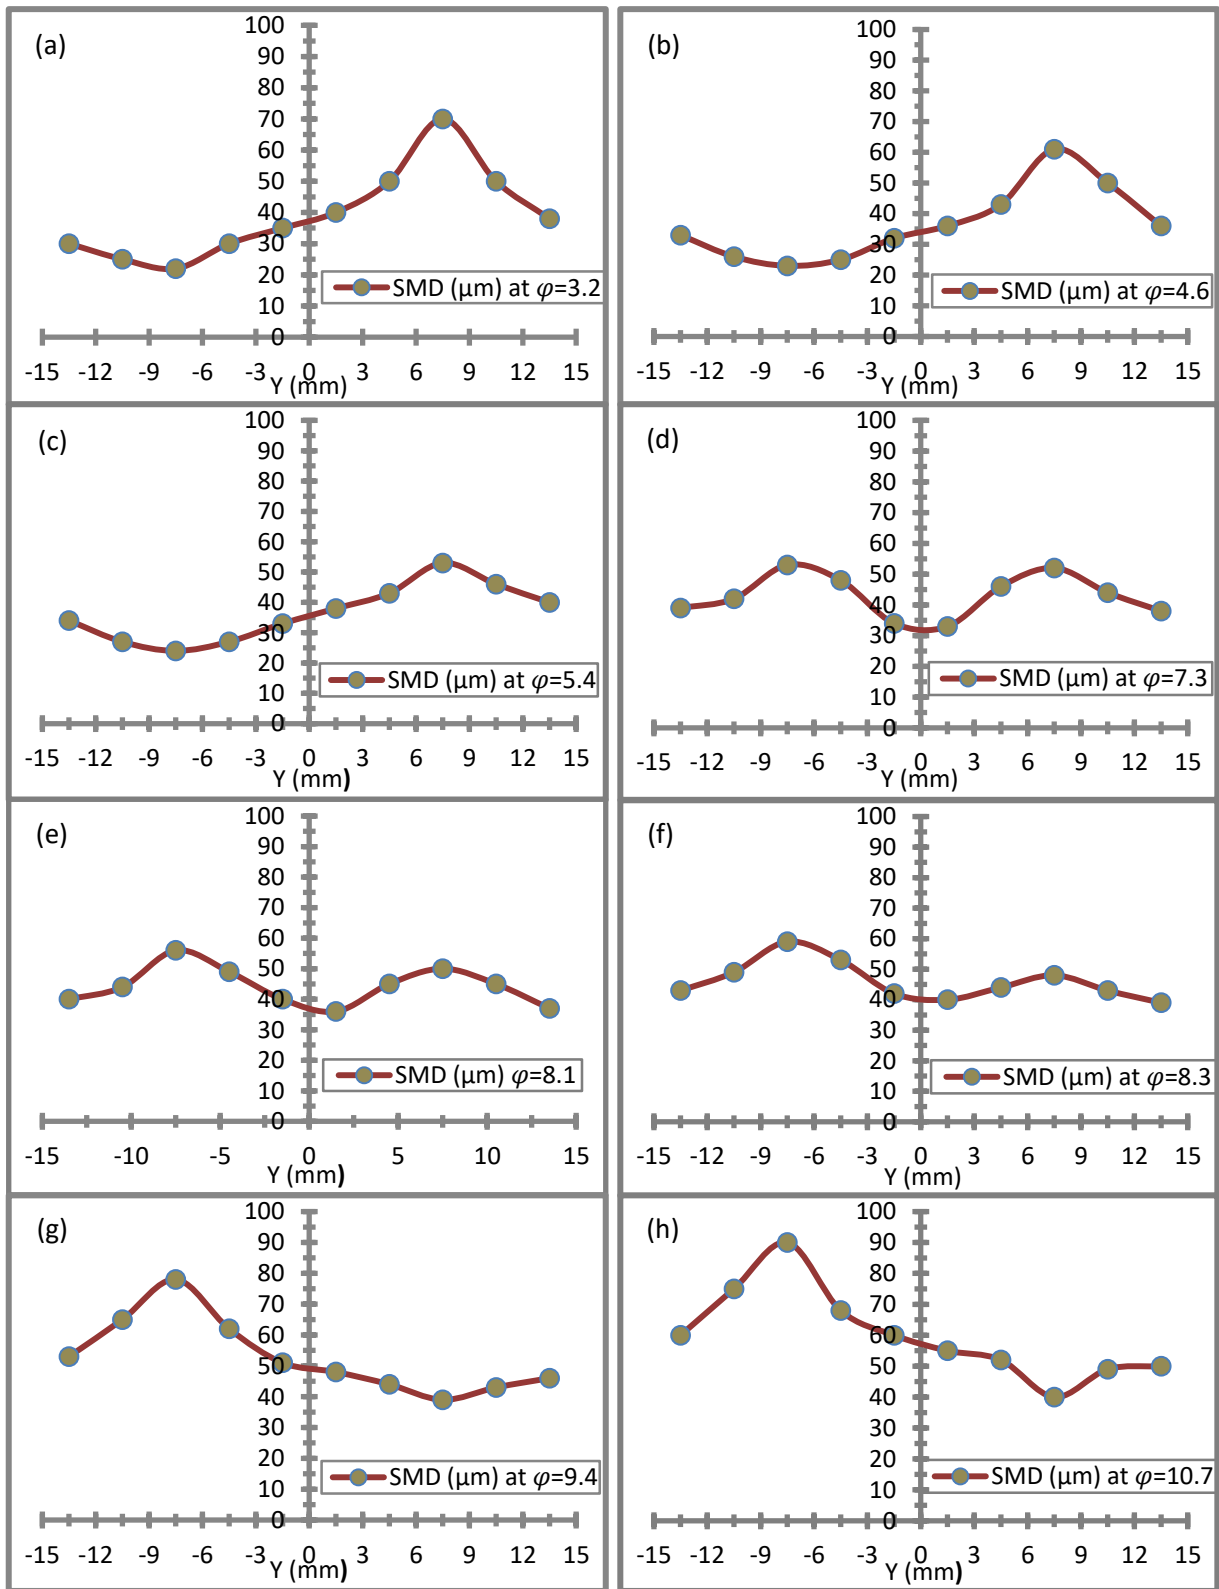 (a)
100
90
80
70
60
50
40
30
20
10
0
SMD (µm) at φ=3.2
-15 -12 -9 -6 -3 0 3 6 9 12 15
Y (mm)
(b)
100
90
80
70
60
50
40
30
20
10
0
SMD (µm) at φ=4.6
-15 -12 -9 -6 -3 0 3 6 9 12 15
Y (mm)
(c)
100
90
80
70
60
50
40
30
20
10
0
SMD (µm) at φ=5.4
-15 -12 -9 -6 -3 0 3 6 9 12 15
Y (mm)
(d)
100
90
80
70
60
50
40
30
20
10
0
SMD (µm) at φ=7.3
-15 -12 -9 -6 -3 0 3 6 9 12 15
Y (mm)
(e)
100
90
80
70
60
50
40
30
20
10
0
SMD (µm) φ=8.1
-15 -10 -5 0 5 10 15
Y (mm)
(f)
100
90
80
70
60
50
40
30
20
10
0
SMD (µm) at φ=8.3
-15 -12 -9 -6 -3 0 3 6 9 12 15
Y (mm)
(g)
100
90
80
70
60
50
40
30
20
10
0
SMD (µm) at φ=9.4
-15 -12 -9 -6 -3 0 3 6 9 12 15
Y (mm)
(h)
100
90
80
70
60
50
40
30
20
10
0
SMD (µm) at φ=10.7
-15 -12 -9 -6 -3 0 3 6 9 12 15
Y (mm)